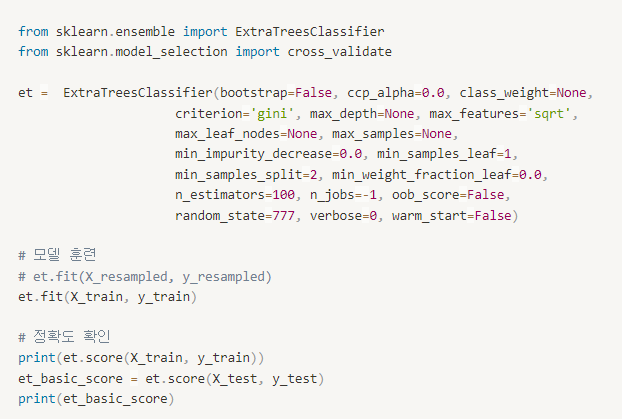 from sklearn.ensemble import ExtraTreesClassifier
from sklearn.model_selection import cross_validate
et =  ExtraTreesClassifier(bootstrap=False, ccp_alpha=0.0, class_weight=None,
criterion='gini', max_depth=None, max_features='sqrt',
max_leaf_nodes=None, max_samples=None,
min_impurity_decrease=0.0, min_samples_leaf=1,
min_samples_split=2, min_weight_fraction_leaf=0.0,
n_estimators=100, n_jobs=-1, oob_score=False,
random_state=777, verbose=0, warm_start=False)
# 모델 훈련
# et.fit(X_resampled, y_resampled)
et.fit(X_train, y_train)
# 정확도 확인
print(et.score(X_train, y_train))
et_basic_score = et.score(X_test, y_test)
print(et_basic_score)